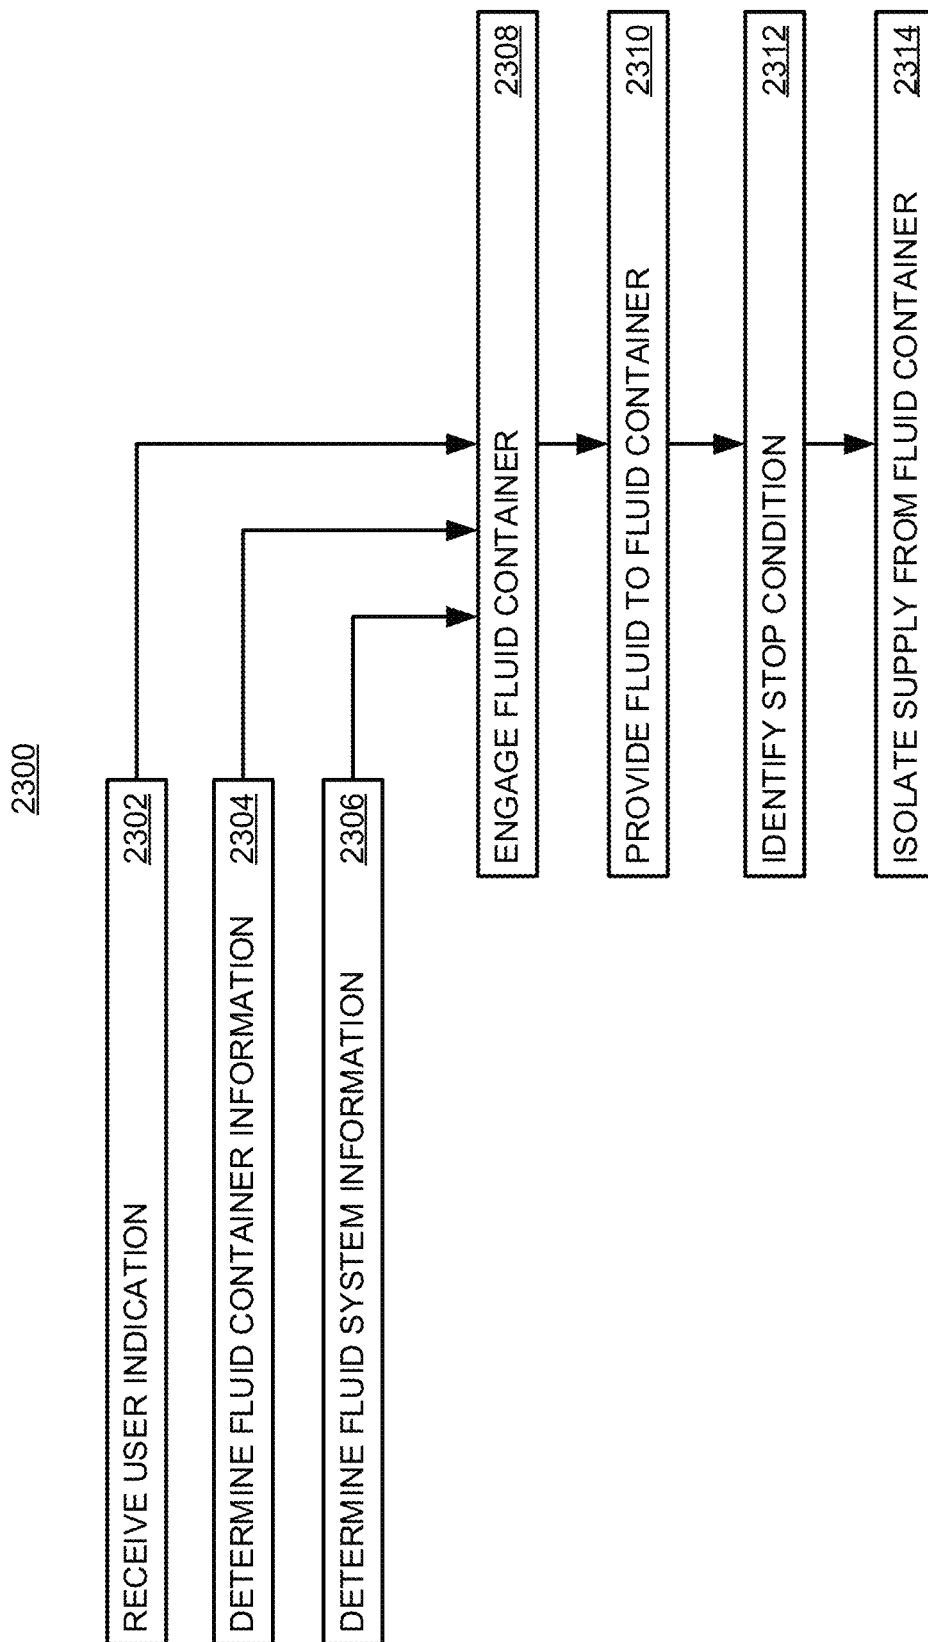 2300
RECEIVE USER INDICATION 2302
DETERMINE FLUID CONTAINER INFORMATION 2304
DETERMINE FLUID SYSTEM INFORMATION 2306
ENGAGE FLUID CONTAINER 2308
PROVIDE FLUID TO FLUID CONTAINER 2310
IDENTIFY STOP CONDITION 2312
ISOLATE SUPPLY FROM FLUID CONTAINER 2314